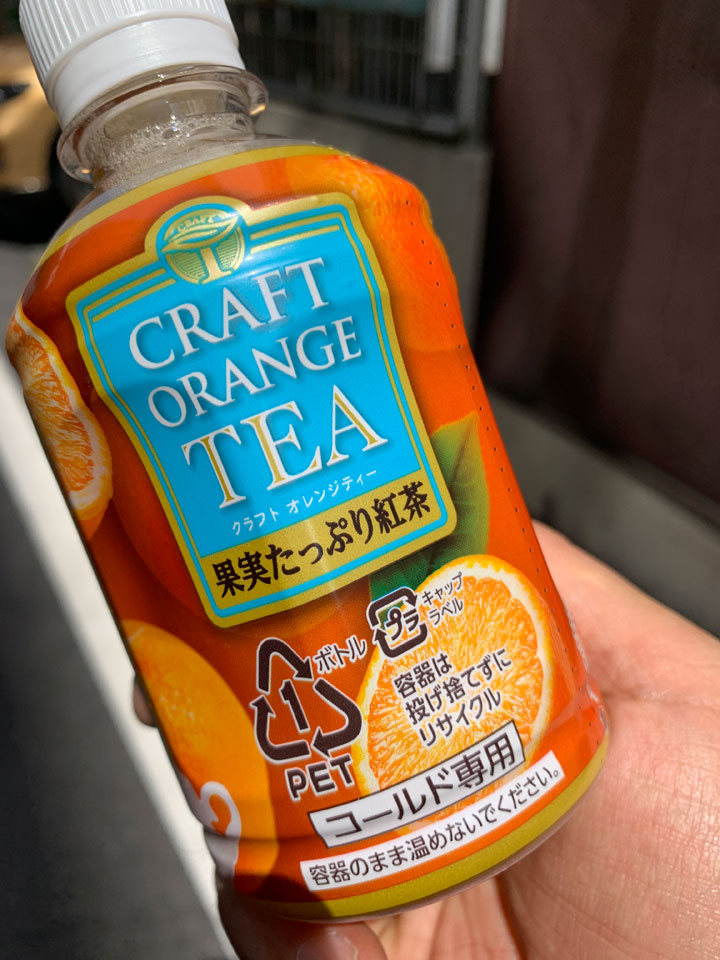 CRAFT
CRAFT
ORANGE
TEA
クラフト オレンジティー
果実たっぷり紅茶
ボトル
1
PET
プラ
キャップ
ラベル
容器は
投げ捨てずに
リサイクル
コールド専用
容器のまま温めないでください。